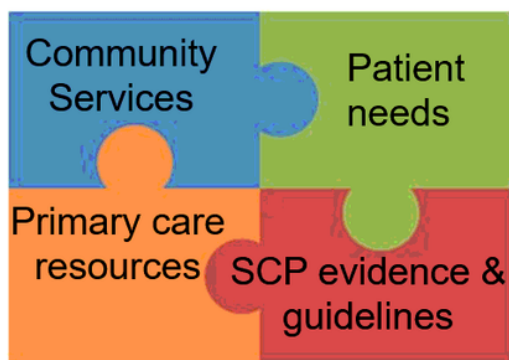 Community
Services
Patient
needs
Primary care
resources
SCP evidence &
guidelines